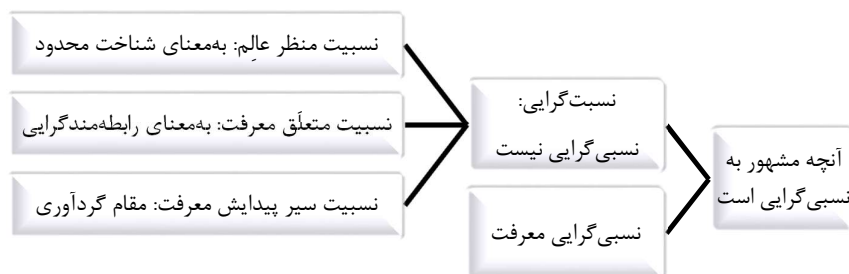 آنچه مشهور به
نسبی‌گرایی است
نسبت‌گرایی:
نسبی‌گرایی نیست
نسبی‌گرایی معرفت
نسبیت منظر عالِم: به‌معنای شناخت محدود
نسبیت متعلَق معرفت: به‌معنای رابطه‌مندگرایی
نسبیت سیر پیدایش معرفت: مقام گردآوری